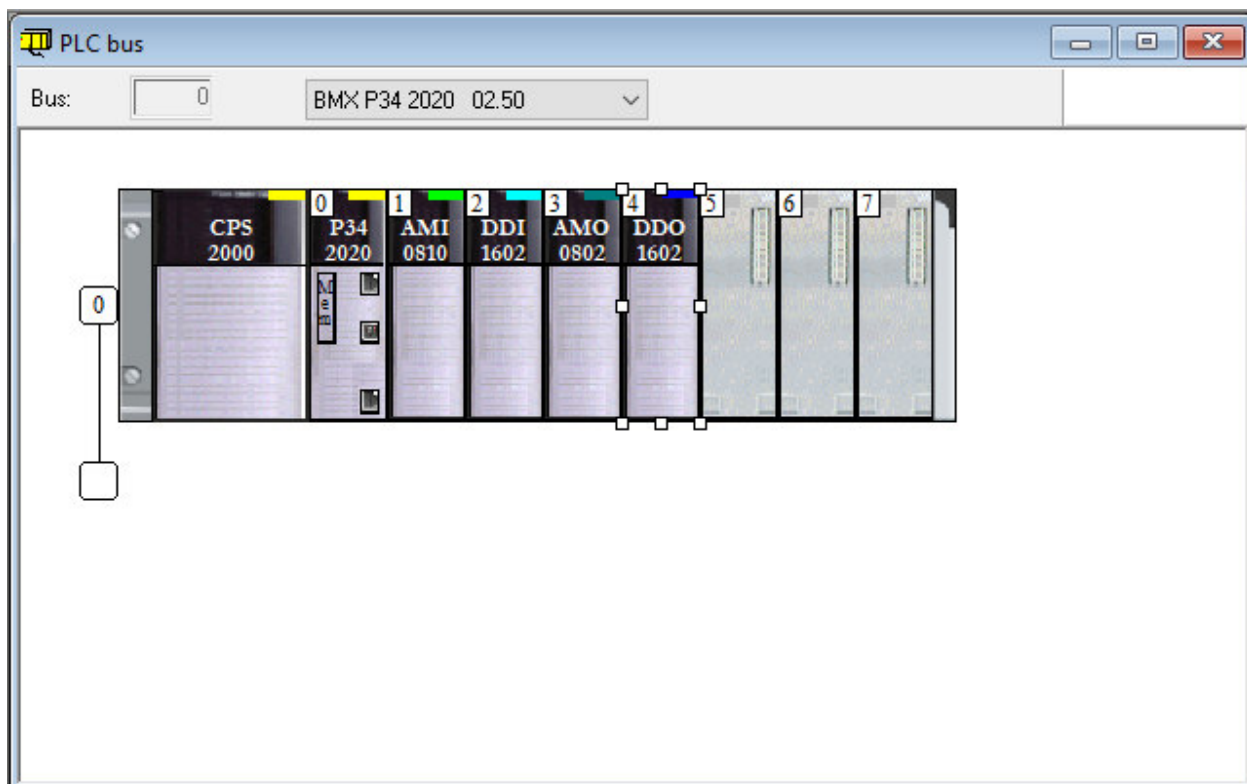 PLC bus
Bus: 0 BMX P34 2020 02.50
0 1 2 3 4 5 6 7
CPS P34 AMI DDI AMO DDO
2000 2020 0810 1602 0802 1602
Mem
0